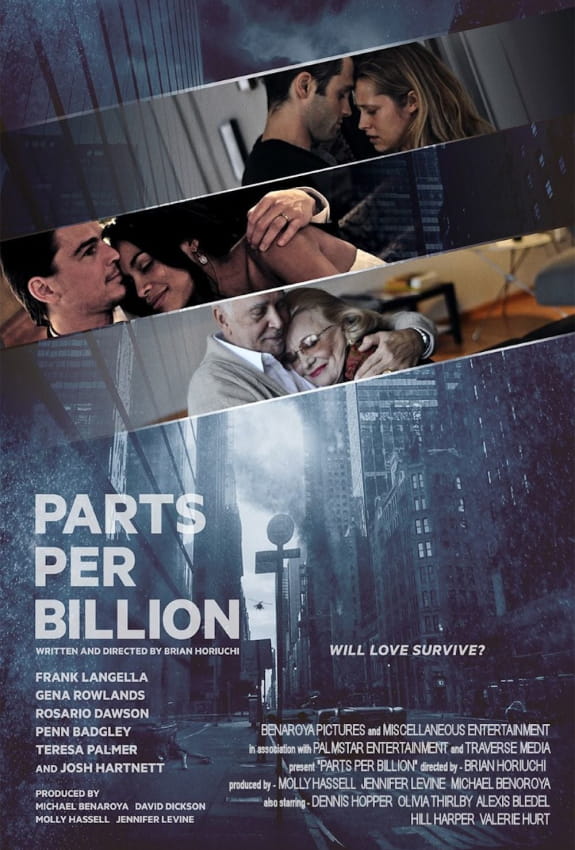 PARTS
PER
BILLION
WRITTEN AND DIRECTED BY BRIAN HORIUCHI
WILL LOVE SURVIVE?
FRANK LANGELLA
GENA ROWLANDS
ROSARIO DAWSON
PENN BADGLEY
TERESA PALMER
AND JOSH HARTNETT
PRODUCED BY
MICHAEL BENAROYA DAVID DICKSON
MOLLY HASSELL JENNIFER LEVINE
BENAROYA PICTURES and MISCELLANEOUS ENTERTAINMENT
in association with PALMSTAR ENTERTAINMENT and TRAVERSE MEDIA
present "PARTS PER BILLION" directed by - BRIAN HORIUCHI
produced by - MOLLY HASSELL JENNIFER LEVINE MICHAEL BENOROYA
also starring - DENNIS HOPPER OLIVIA THIRLBY ALEXIS BLEDEL
HILL HARPER VALERIE HURT